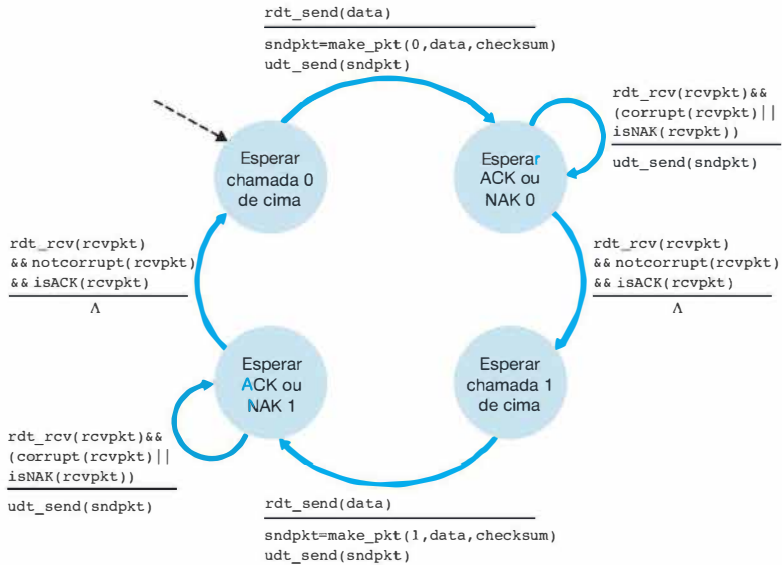 rdt_send(data)
sndpkt=make_pkt(0,data,checksum)
udt_send(sndpkt)
rdt_rcv(rcvpkt)&&
(corrupt(rcvpkt)||
isNAK(rcvpkt))
udt_send(sndpkt)
Esperar
chamada 0
de cima
Esperar
ACK ou
NAK 0
rdt_rcv(rcvpkt)
&& notcorrupt(rcvpkt)
&& isACK(rcvpkt)
Λ
rdt_rcv(rcvpkt)
&& notcorrupt(rcvpkt)
&& isACK(rcvpkt)
Λ
Esperar
ACK ou
NAK 1
Esperar
chamada 1
de cima
rdt_rcv(rcvpkt)&&
(corrupt(rcvpkt)||
isNAK(rcvpkt))
udt_send(sndpkt)
rdt_send(data)
sndpkt=make_pkt(1,data,checksum)
udt_send(sndpkt)